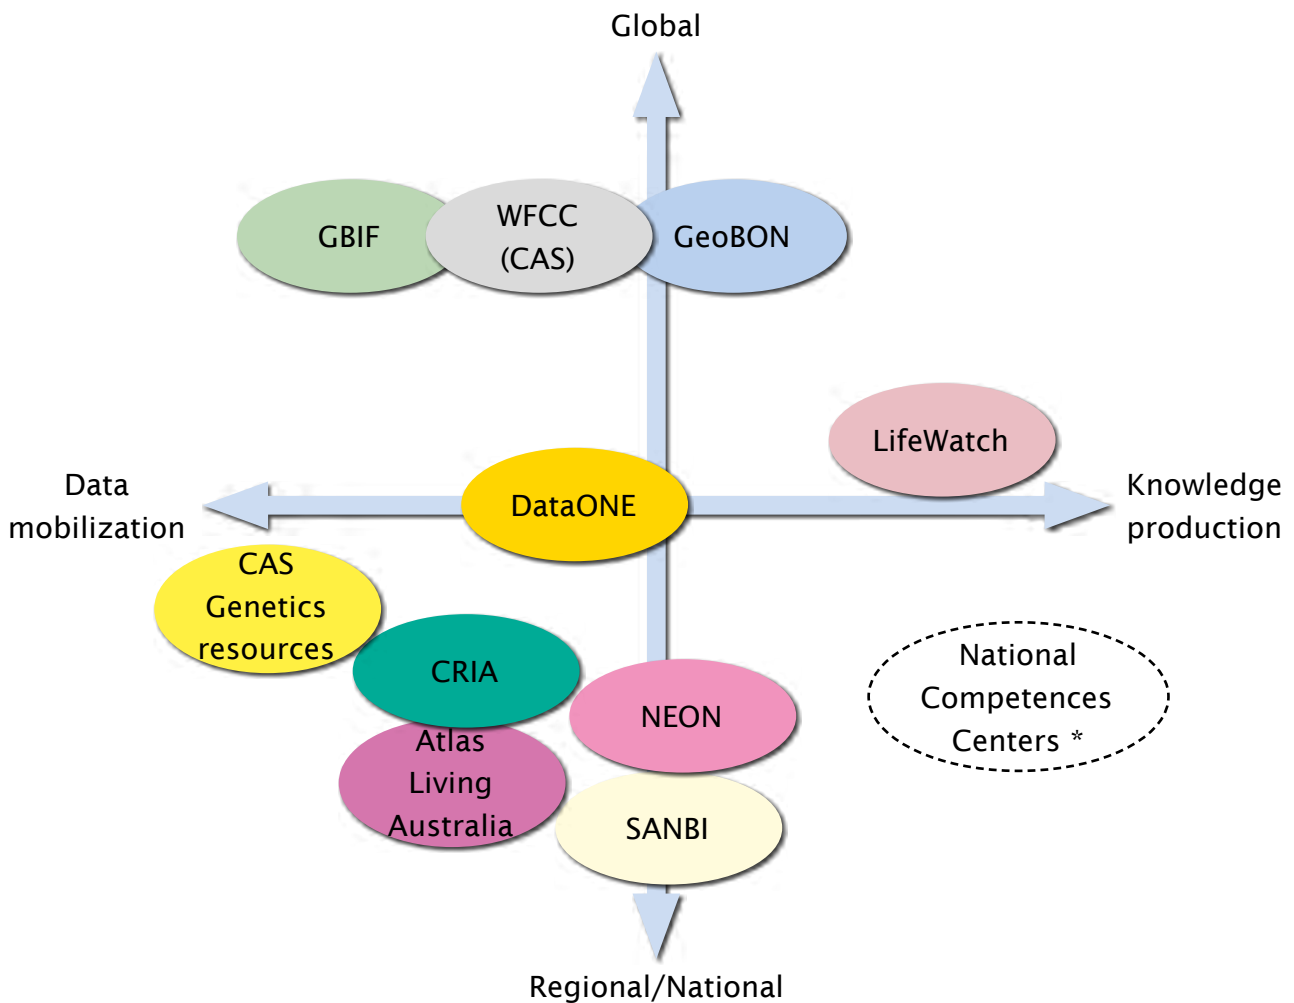 Global
GBIF
WFCC
(CAS)
GeoBON
LifeWatch
Data
mobilization
DataONE
Knowledge
production
CAS
Genetics
resources
CRIA
National
Competences
Centers *
NEON
Atlas
Living
Australia
SANBI
Regional/National